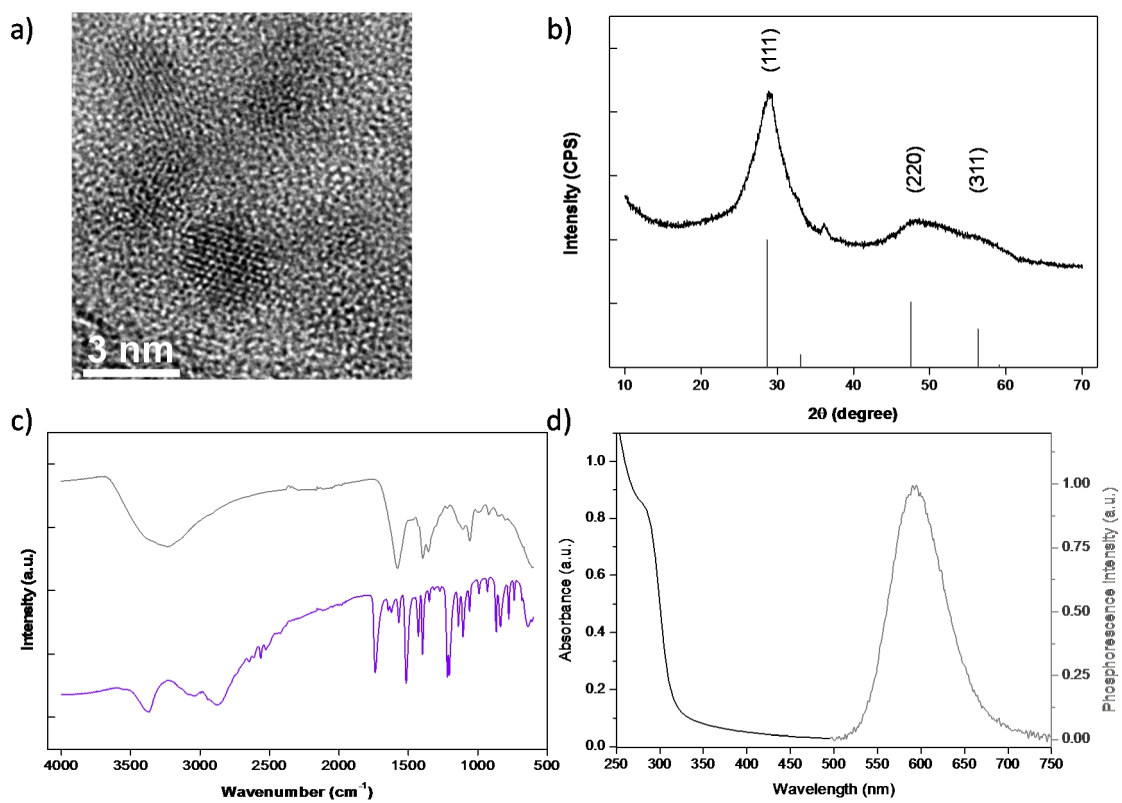 a)
3 nm
b)
(111)
(220)
(311)
Intensity (CPS)
10 20 30 40 50 60 70
2θ (degree)
c)
Intensity (a.u.)
4000 3500 3000 2500 2000 1500 1000 500
Wavenumber (cm⁻¹)
d)
1.0
0.8
0.6
0.4
0.2
0.0
Absorbance (a.u.)
1.00
0.75
0.50
0.25
0.00
Phosphorescence Intensity (a.u.)
250 300 350 400 450 500 550 600 650 700 750
Wavelength (nm)